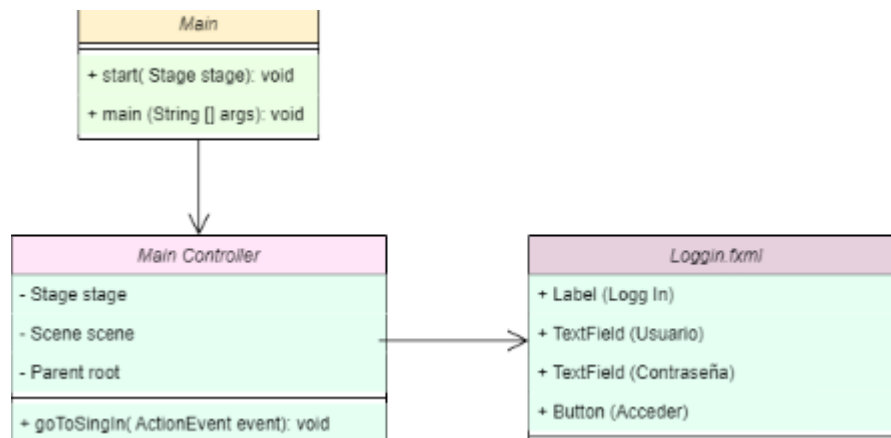 Main
+ start( Stage stage): void
+ main (String [] args): void
Main Controller
- Stage stage
- Scene scene
- Parent root
+ goToSingIn( ActionEvent event): void
Loggin.fxml
+ Label (Logg In)
+ TextField (Usuario)
+ TextField (Contraseña)
+ Button (Acceder)